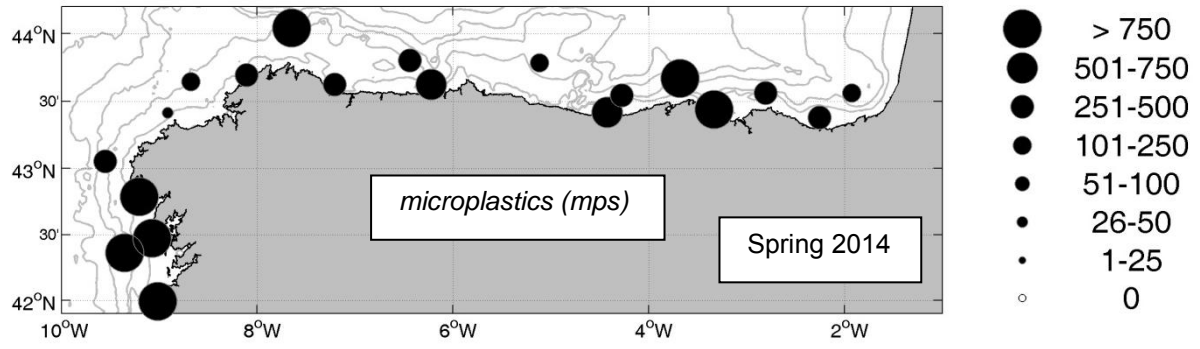 44°N
30'
43°N
30'
42°N
10°W 8°W 6°W 4°W 2°W
microplastics (mps)
Spring 2014
> 750
501-750
251-500
101-250
51-100
26-50
1-25
0